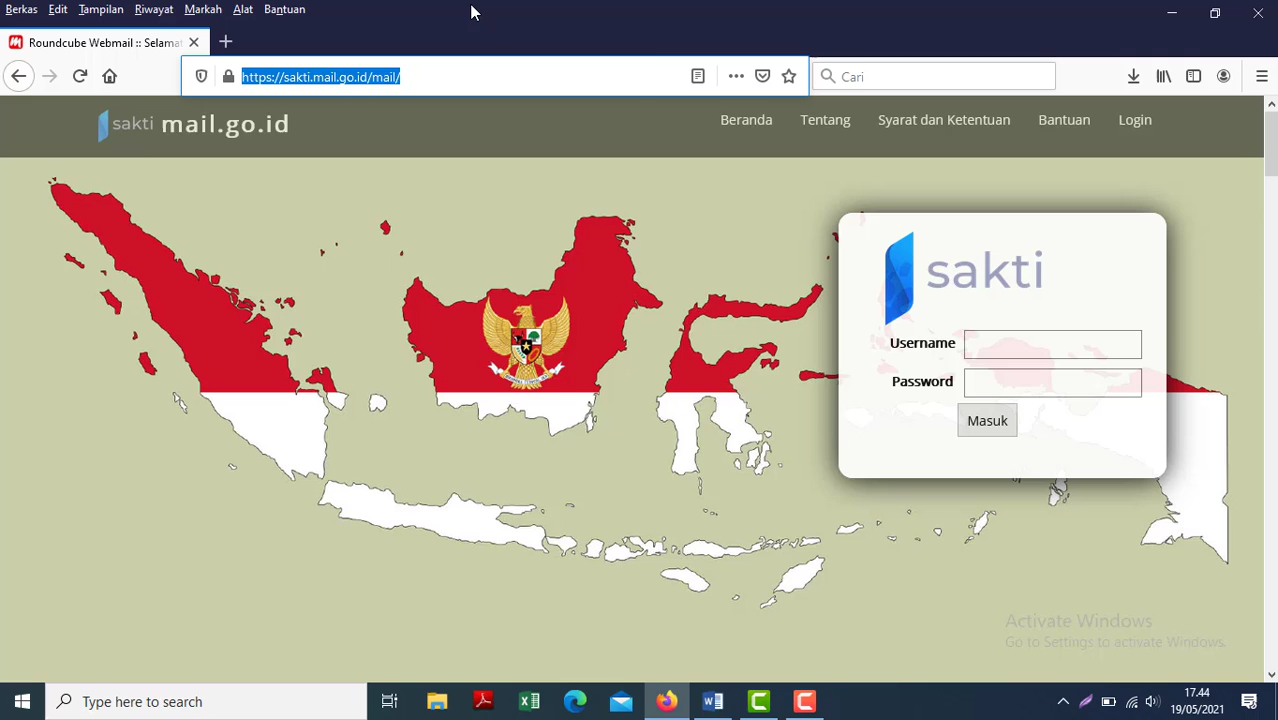 Berkas Edit Tampilan Riwayat Markah Alat Bantuan
Roundcube Webmail :: Selamat
https://sakti.mail.go.id/mail/
Cari
sakti mail.go.id
Beranda Tentang Syarat dan Ketentuan Bantuan Login
sakti
Username
Password
Masuk
Activate Windows
Go to Settings to activate Windows.
Type here to search
17.44
19/05/2021